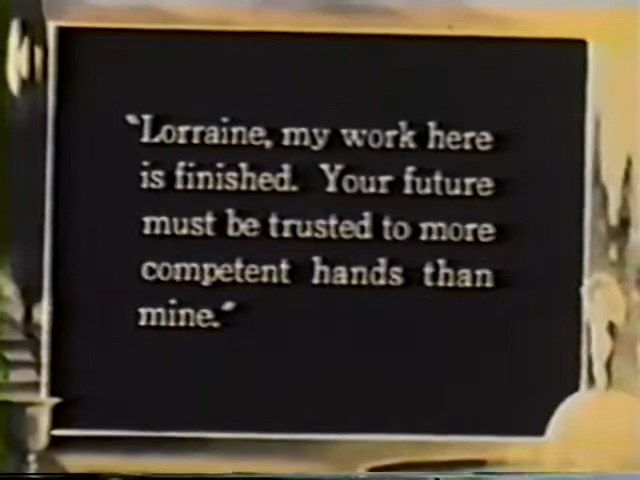 "Lorraine, my work here
is finished. Your future
must be trusted to more
competent hands than
mine."